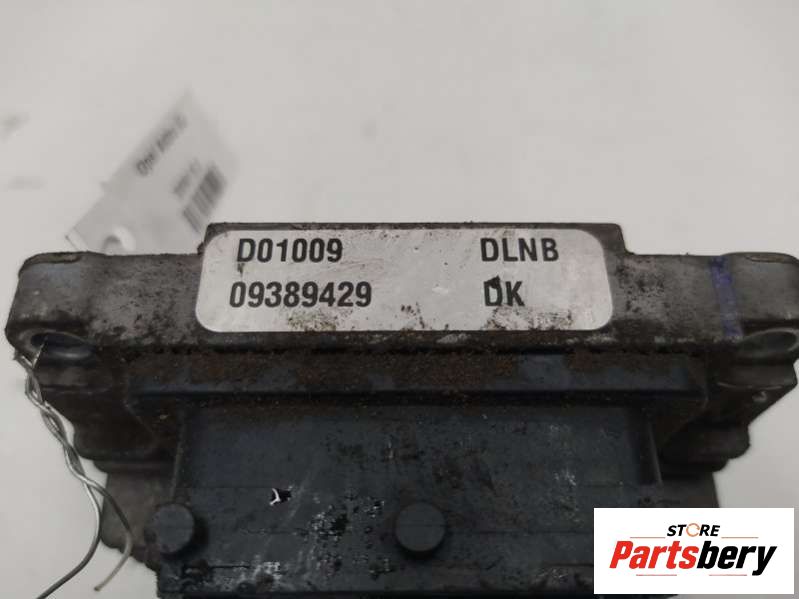 D01009 DLNB
09389429 DK
STORE
Partsbery